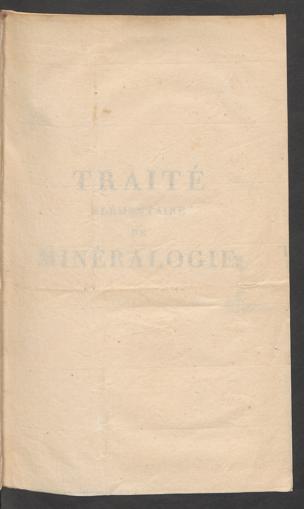 TRAITÉ
ÉLÉMENTAIRE
DE
MINÉRALOGIE.